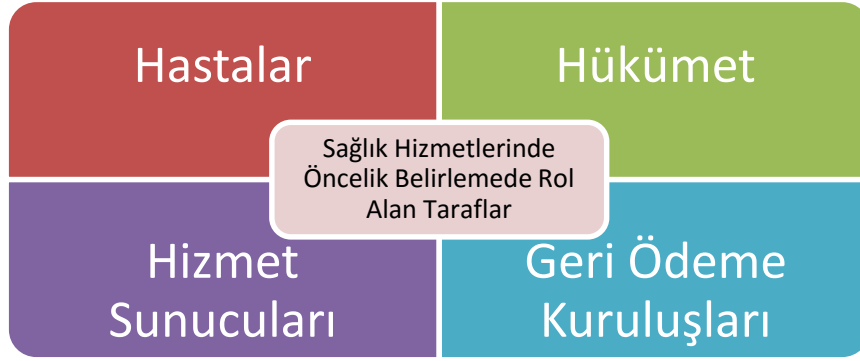 Hastalar
Hükümet
Sağlık Hizmetlerinde
Öncelik Belirlemede Rol
Alan Taraflar
Hizmet
Sunucuları
Geri Ödeme
Kuruluşları